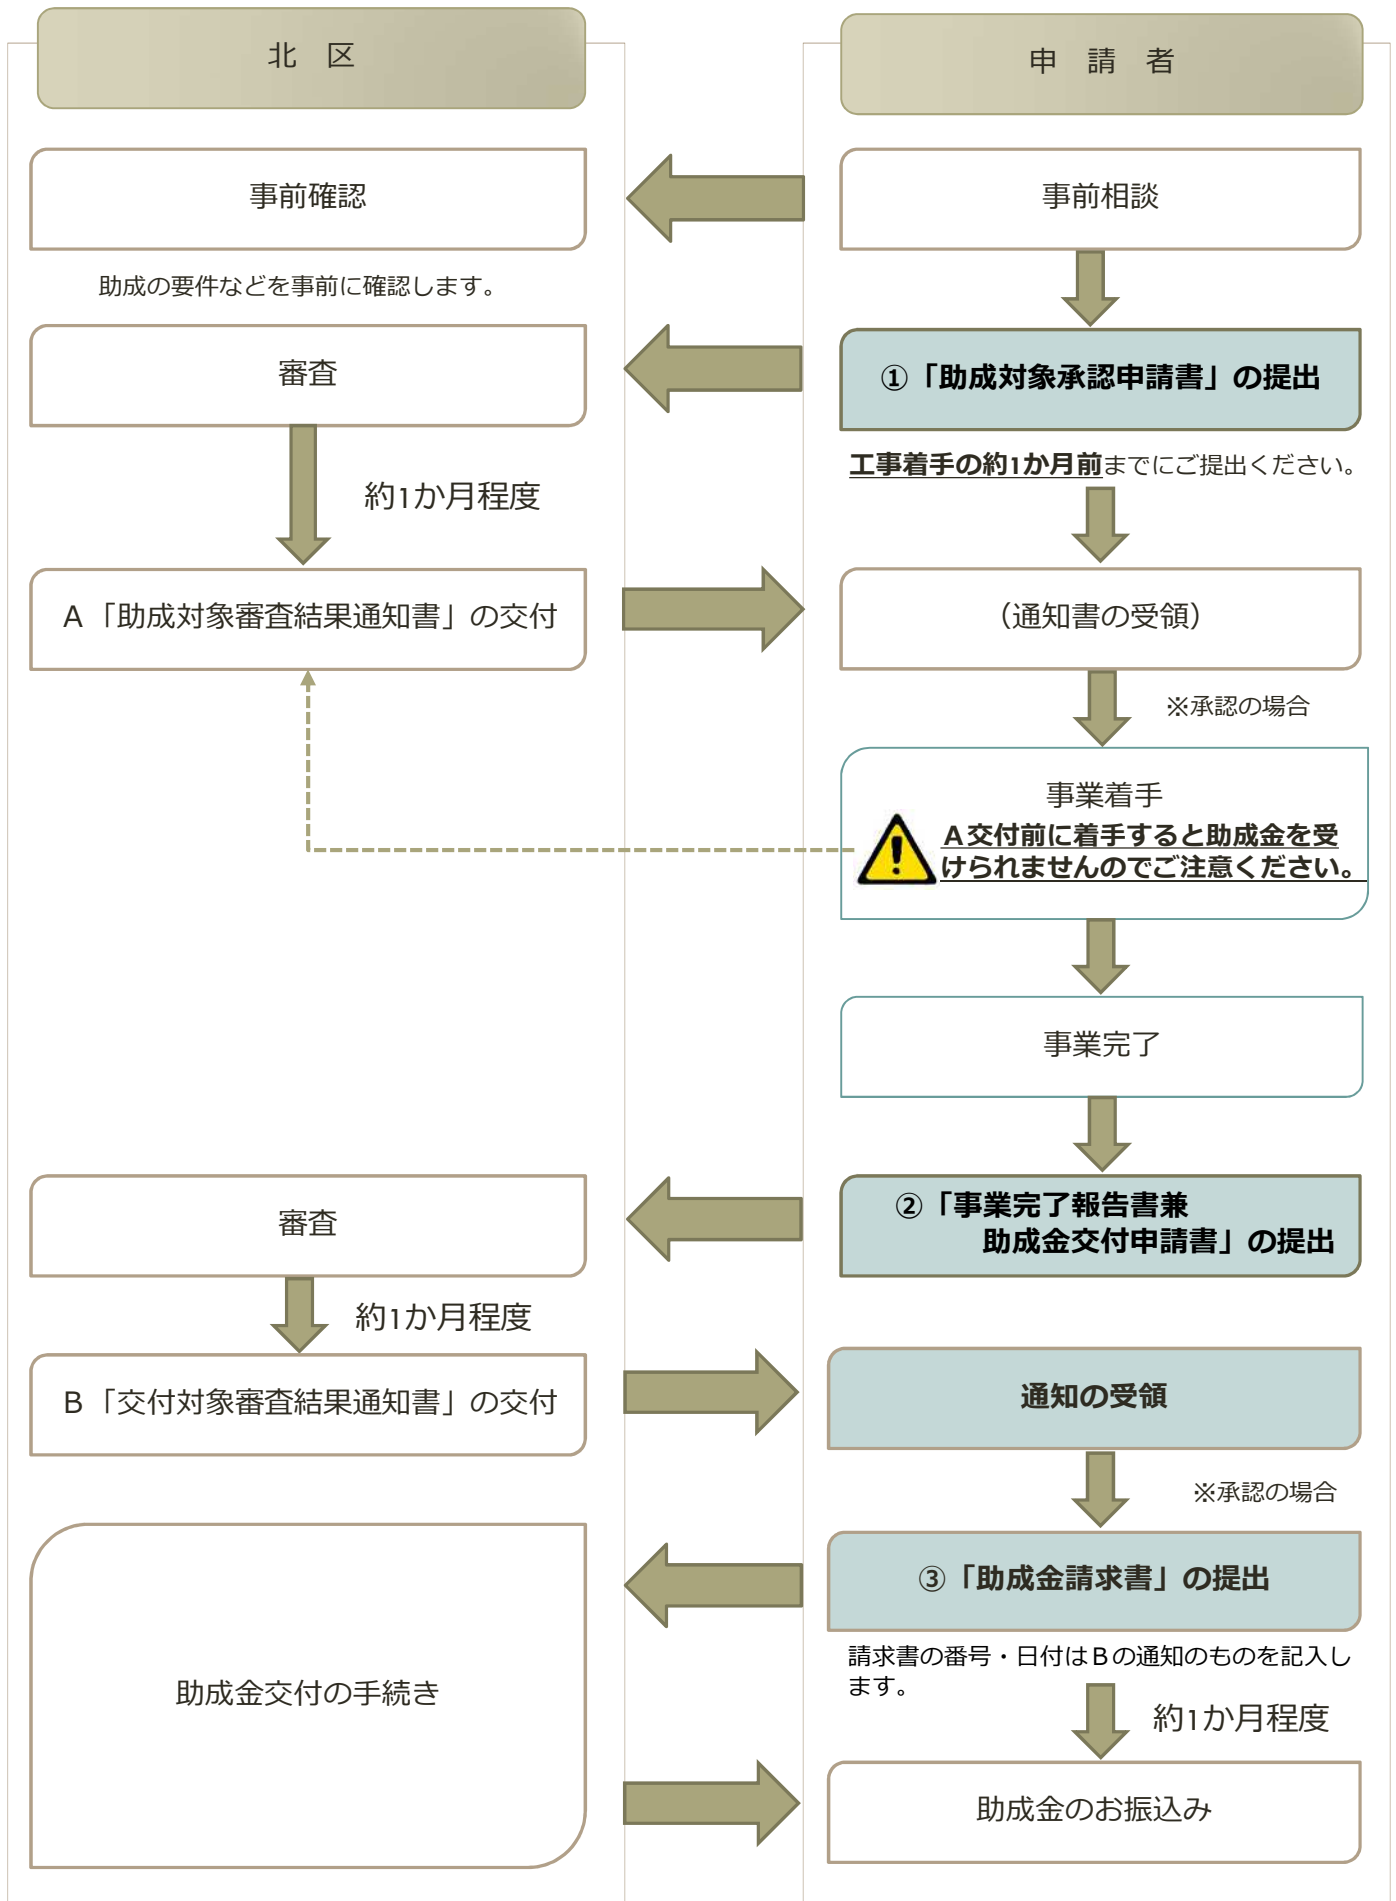 北　区
申　請　者
事前確認
事前相談
助成の要件などを事前に確認します。
審査
①「助成対象承認申請書」の提出
工事着手の約1か月前までにご提出ください。
約1か月程度
A「助成対象審査結果通知書」の交付
（通知書の受領）
※承認の場合
事業着手
A交付前に着手すると助成金を受
けられませんのでご注意ください。
事業完了
審査
②「事業完了報告書兼
助成金交付申請書」の提出
約1か月程度
B「交付対象審査結果通知書」の交付
通知の受領
※承認の場合
③「助成金請求書」の提出
請求書の番号・日付はBの通知のものを記入し
ます。
助成金交付の手続き
約1か月程度
助成金のお振込み